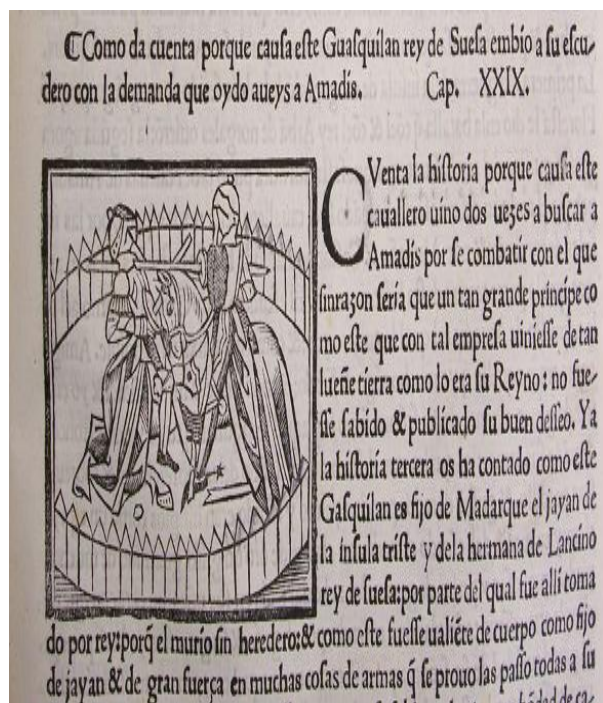 ℄Como da cuenta porque cauſa eſte Guaſquilan rey de Sueſa embio a ſu eſcu-
dero con la demanda que oydo aueys a Amadis. Cap. XXIX.
CVenta la hiſtoria porque cauſa eſte
cauallero uino dos uezes a buſcar a
Amadis por ſe combatir con el que
ſinrazon ſeria que un tan grande principe co
mo eſte que con tal empreſa uinieſſe de tan
lueñe tierra como lo era ſu Reyno: no fue-
ſſe ſabido & publicado ſu buen deſſeo. Ya
la hiſtoria tercera os ha contado como eſte
Gaſquilan es fijo de Madarque el jayan de
la inſula triſte y dela hermana de Lancino
rey de ſueſa: por parte del qual fue alli toma
do por rey: porq̃ el murio ſin heredero: & como eſte fueſſe ualiẽte de cuerpo como fijo
de jayan & de gran fuerça en muchas coſas de armas q̃ ſe prouo las paſſo todas a ſu